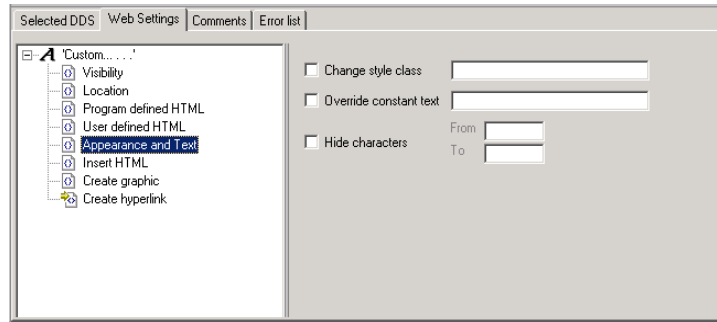 Selected DDS Web Settings Comments Error list
A 'Custom... . . .'
Visibility
Location
Program defined HTML
User defined HTML
Appearance and Text
Insert HTML
Create graphic
Create hyperlink
Change style class
Override constant text
Hide characters
From
To